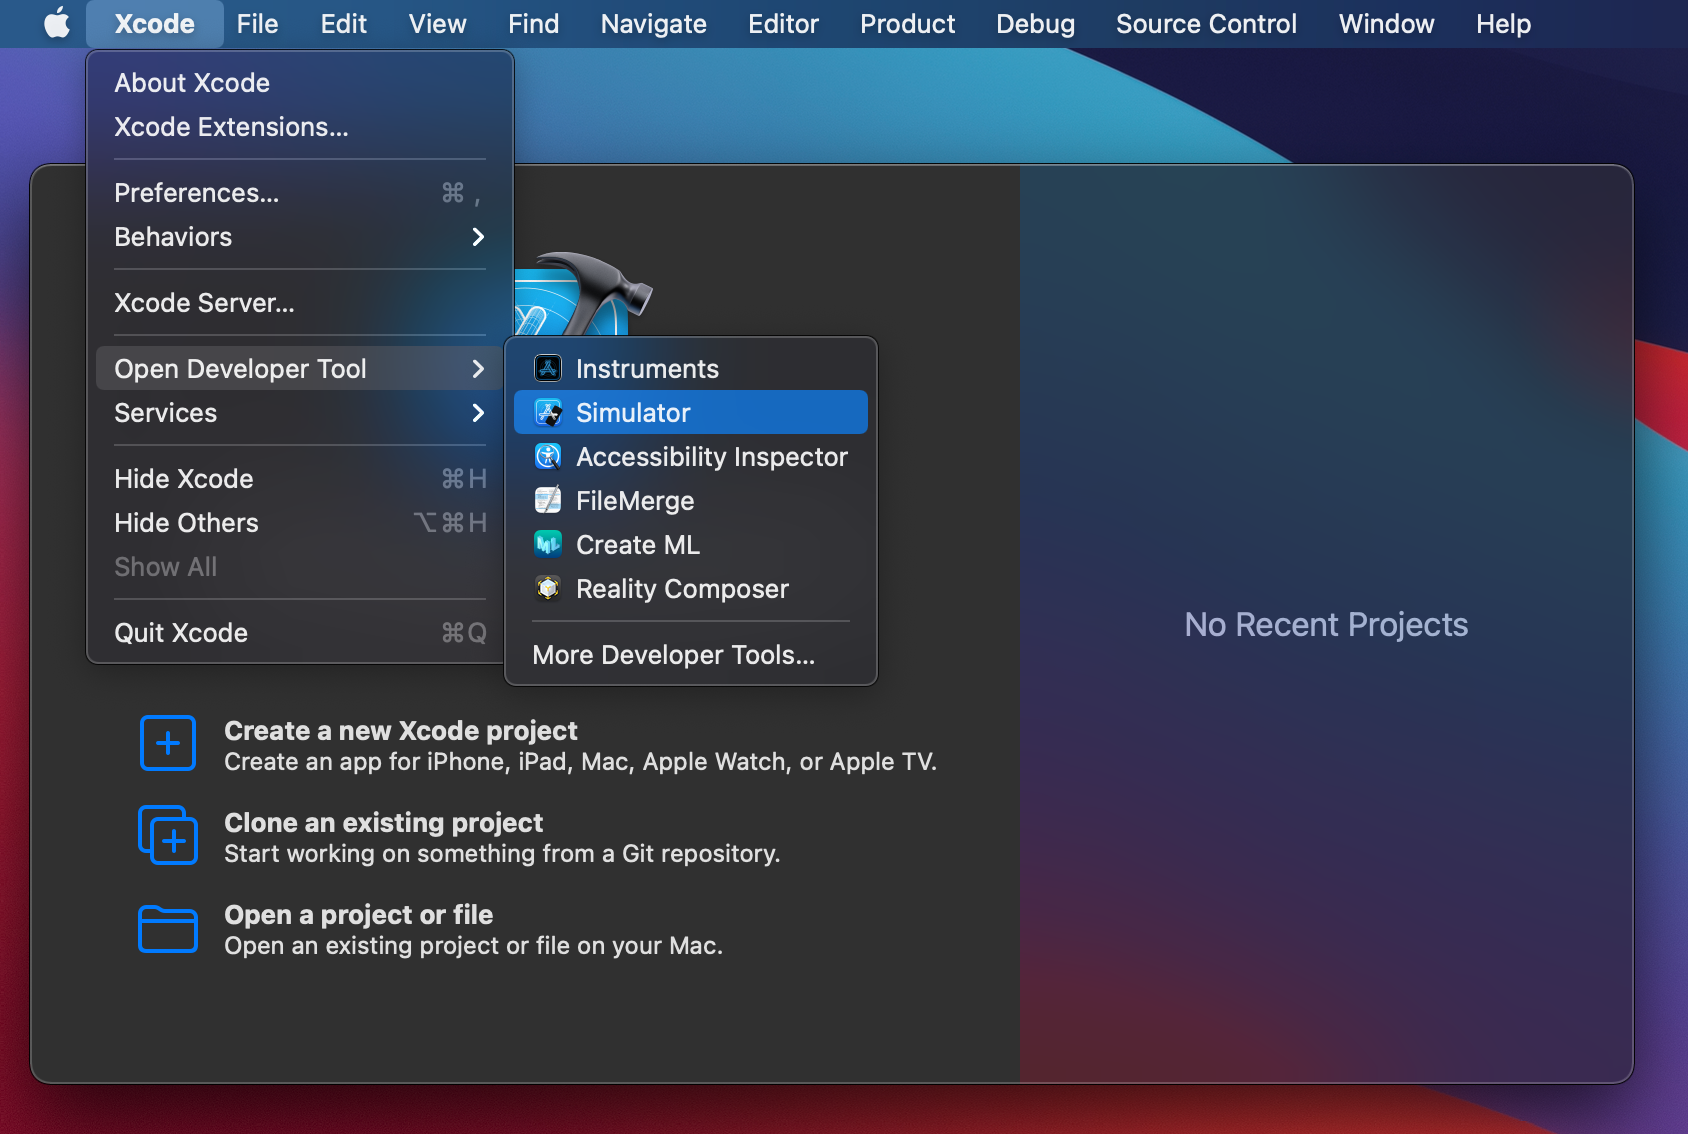 Xcode File Edit View Find Navigate Editor Product Debug Source Control Window Help
About Xcode
Xcode Extensions...
Preferences... ⌘ ,
Behaviors
Xcode Server...
Open Developer Tool
Services
Hide Xcode ⌘H
Hide Others ⌥⌘H
Show All
Quit Xcode ⌘Q
Instruments
Simulator
Accessibility Inspector
FileMerge
Create ML
Reality Composer
More Developer Tools...
Create a new Xcode project
Create an app for iPhone, iPad, Mac, Apple Watch, or Apple TV.
Clone an existing project
Start working on something from a Git repository.
Open a project or file
Open an existing project or file on your Mac.
No Recent Projects